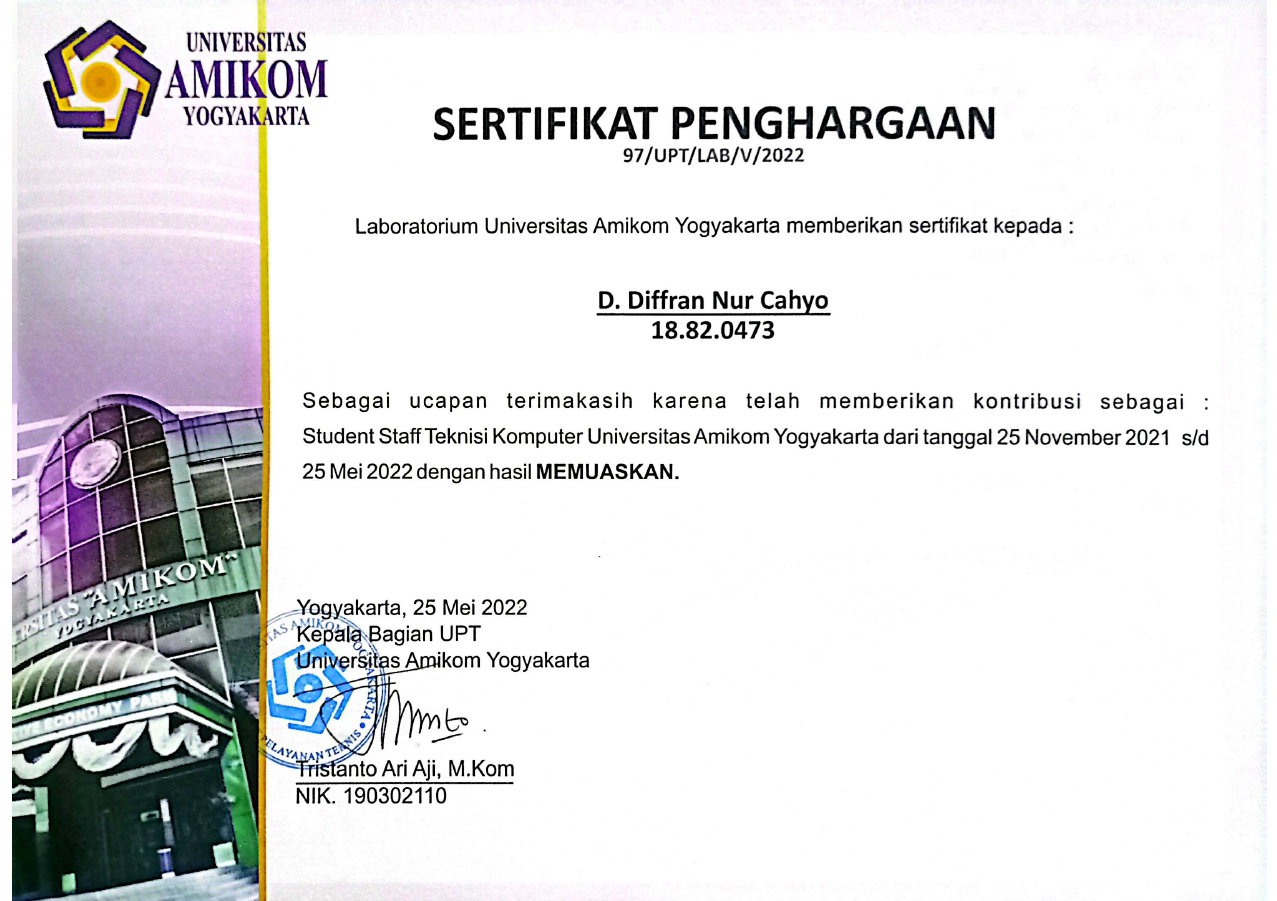 UNIVERSITAS
AMIKOM
YOGYAKARTA
SERTIFIKAT PENGHARGAAN
97/UPT/LAB/V/2022
Laboratorium Universitas Amikom Yogyakarta memberikan sertifikat kepada :
D. Diffran Nur Cahyo
18.82.0473
Sebagai ucapan terimakasih karena telah memberikan kontribusi sebagai :
Student Staff Teknisi Komputer Universitas Amikom Yogyakarta dari tanggal 25 November 2021 s/d
25 Mei 2022 dengan hasil MEMUASKAN.
"AMIKOM"
YOGYAKARTA
ECONOMY PARK
Yogyakarta, 25 Mei 2022
Kepala Bagian UPT
Universitas Amikom Yogyakarta
AMIKOM YOGYAKARTA
PELAYANAN TEKNIS
Tristanto Ari Aji, M.Kom
NIK. 190302110